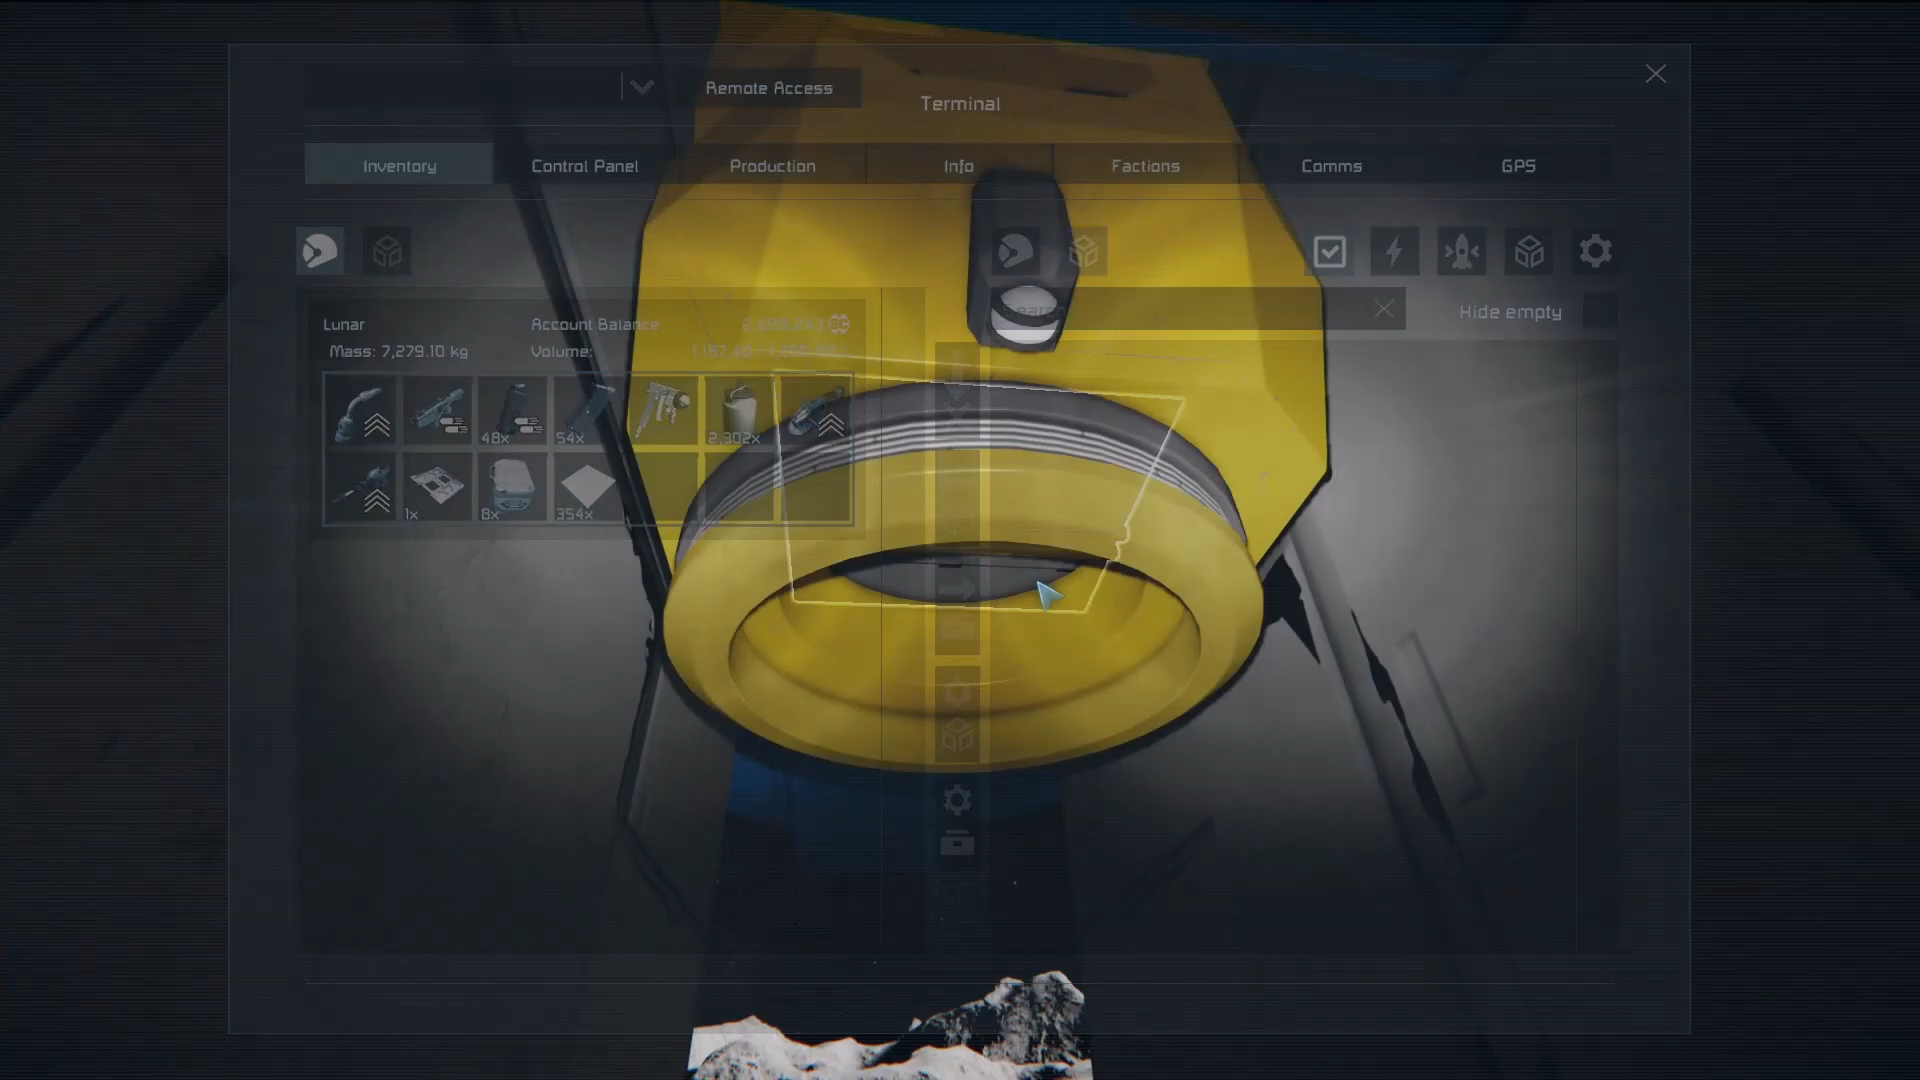 Remote Access
Terminal
Inventory
Control Panel
Production
Info
Factions
Comms
GPS
Search
Hide empty
Lunar
Account Balance
Mass: 7,279.10 kg
Volume:
48x
54x
2,302x
1x
8x
354x